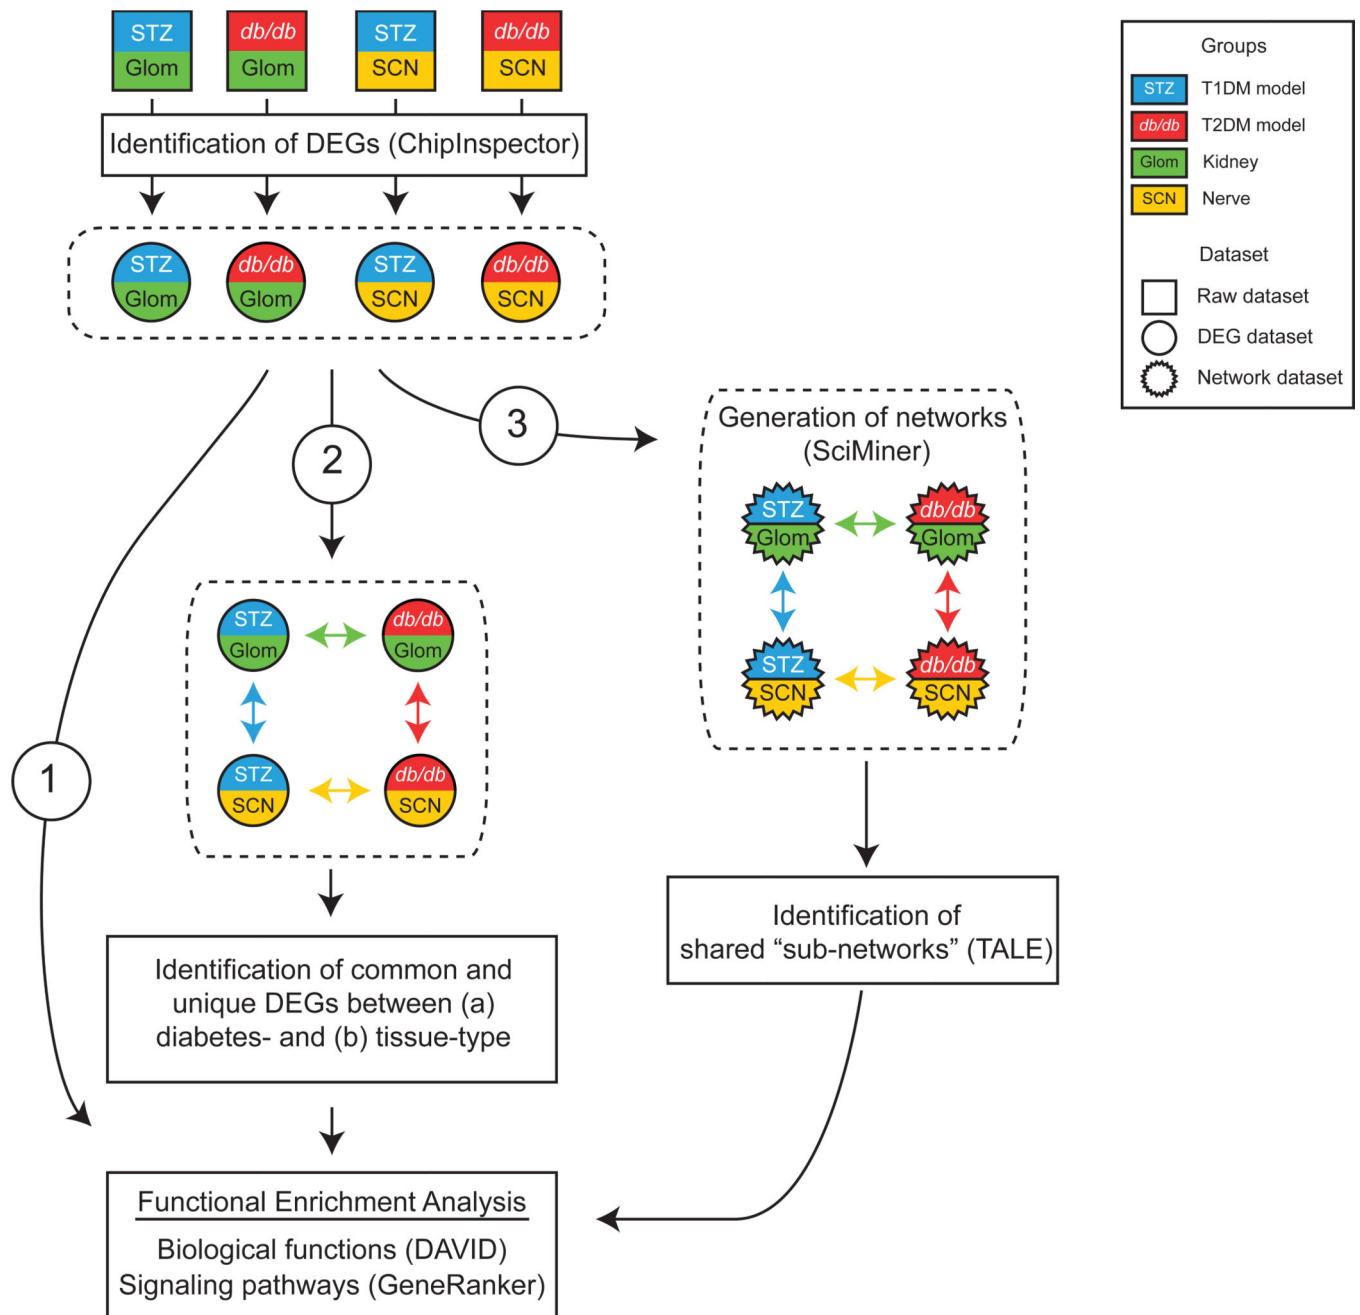 STZ
Glom
db/db
Glom
STZ
SCN
db/db
SCN
Identification of DEGs (ChipInspector)
STZ
Glom
db/db
Glom
STZ
SCN
db/db
SCN
1
2
3
STZ
Glom
db/db
Glom
STZ
SCN
db/db
SCN
Identification of common and
unique DEGs between (a)
diabetes- and (b) tissue-type
Generation of networks
(SciMiner)
STZ
Glom
db/db
Glom
STZ
SCN
db/db
SCN
Identification of
shared “sub-networks” (TALE)
Functional Enrichment Analysis
Biological functions (DAVID)
Signaling pathways (GeneRanker)
Groups
STZ T1DM model
db/db T2DM model
Glom Kidney
SCN Nerve
Dataset
Raw dataset
DEG dataset
Network dataset